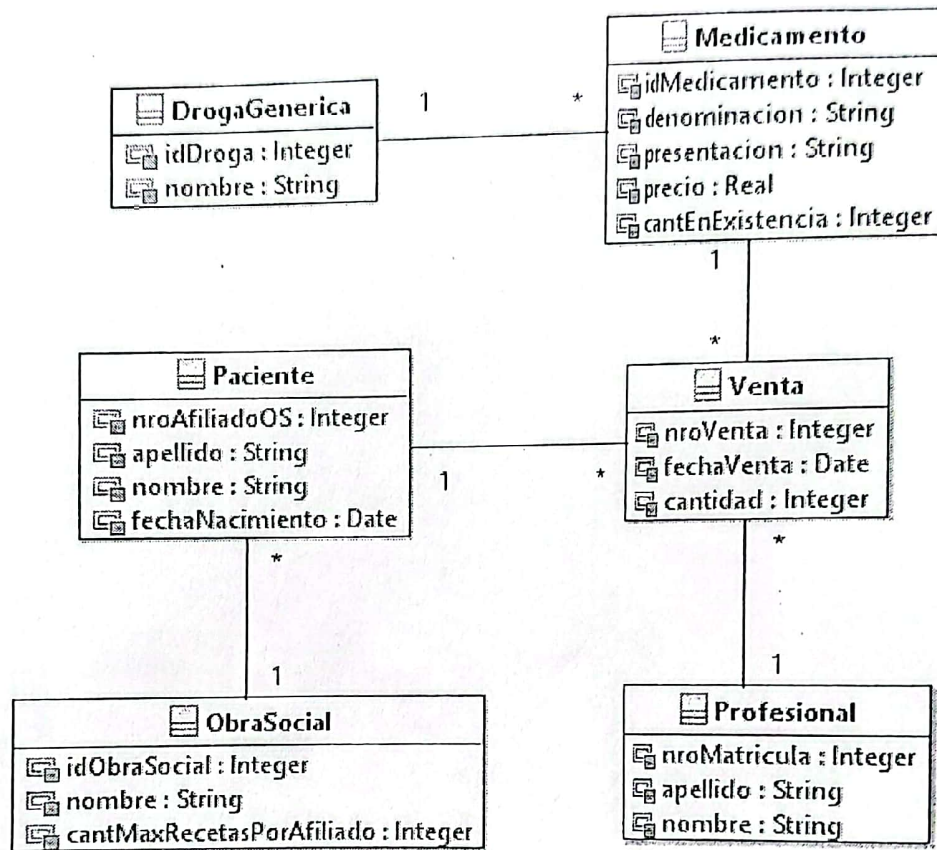 Medicamento
idMedicamento : Integer
denominacion : String
presentacion : String
precio : Real
cantEnExistencia : Integer
DrogaGenerica
idDroga : Integer
nombre : String
1
*
1
*
Paciente
nroAfiliadoOS : Integer
apellido : String
nombre : String
fechaNacimiento : Date
Venta
nroVenta : Integer
fechaVenta : Date
cantidad : Integer
1
*
*
1
*
1
ObraSocial
idObraSocial : Integer
nombre : String
cantMaxRecetasPorAfiliado : Integer
Profesional
nroMatricula : Integer
apellido : String
nombre : String